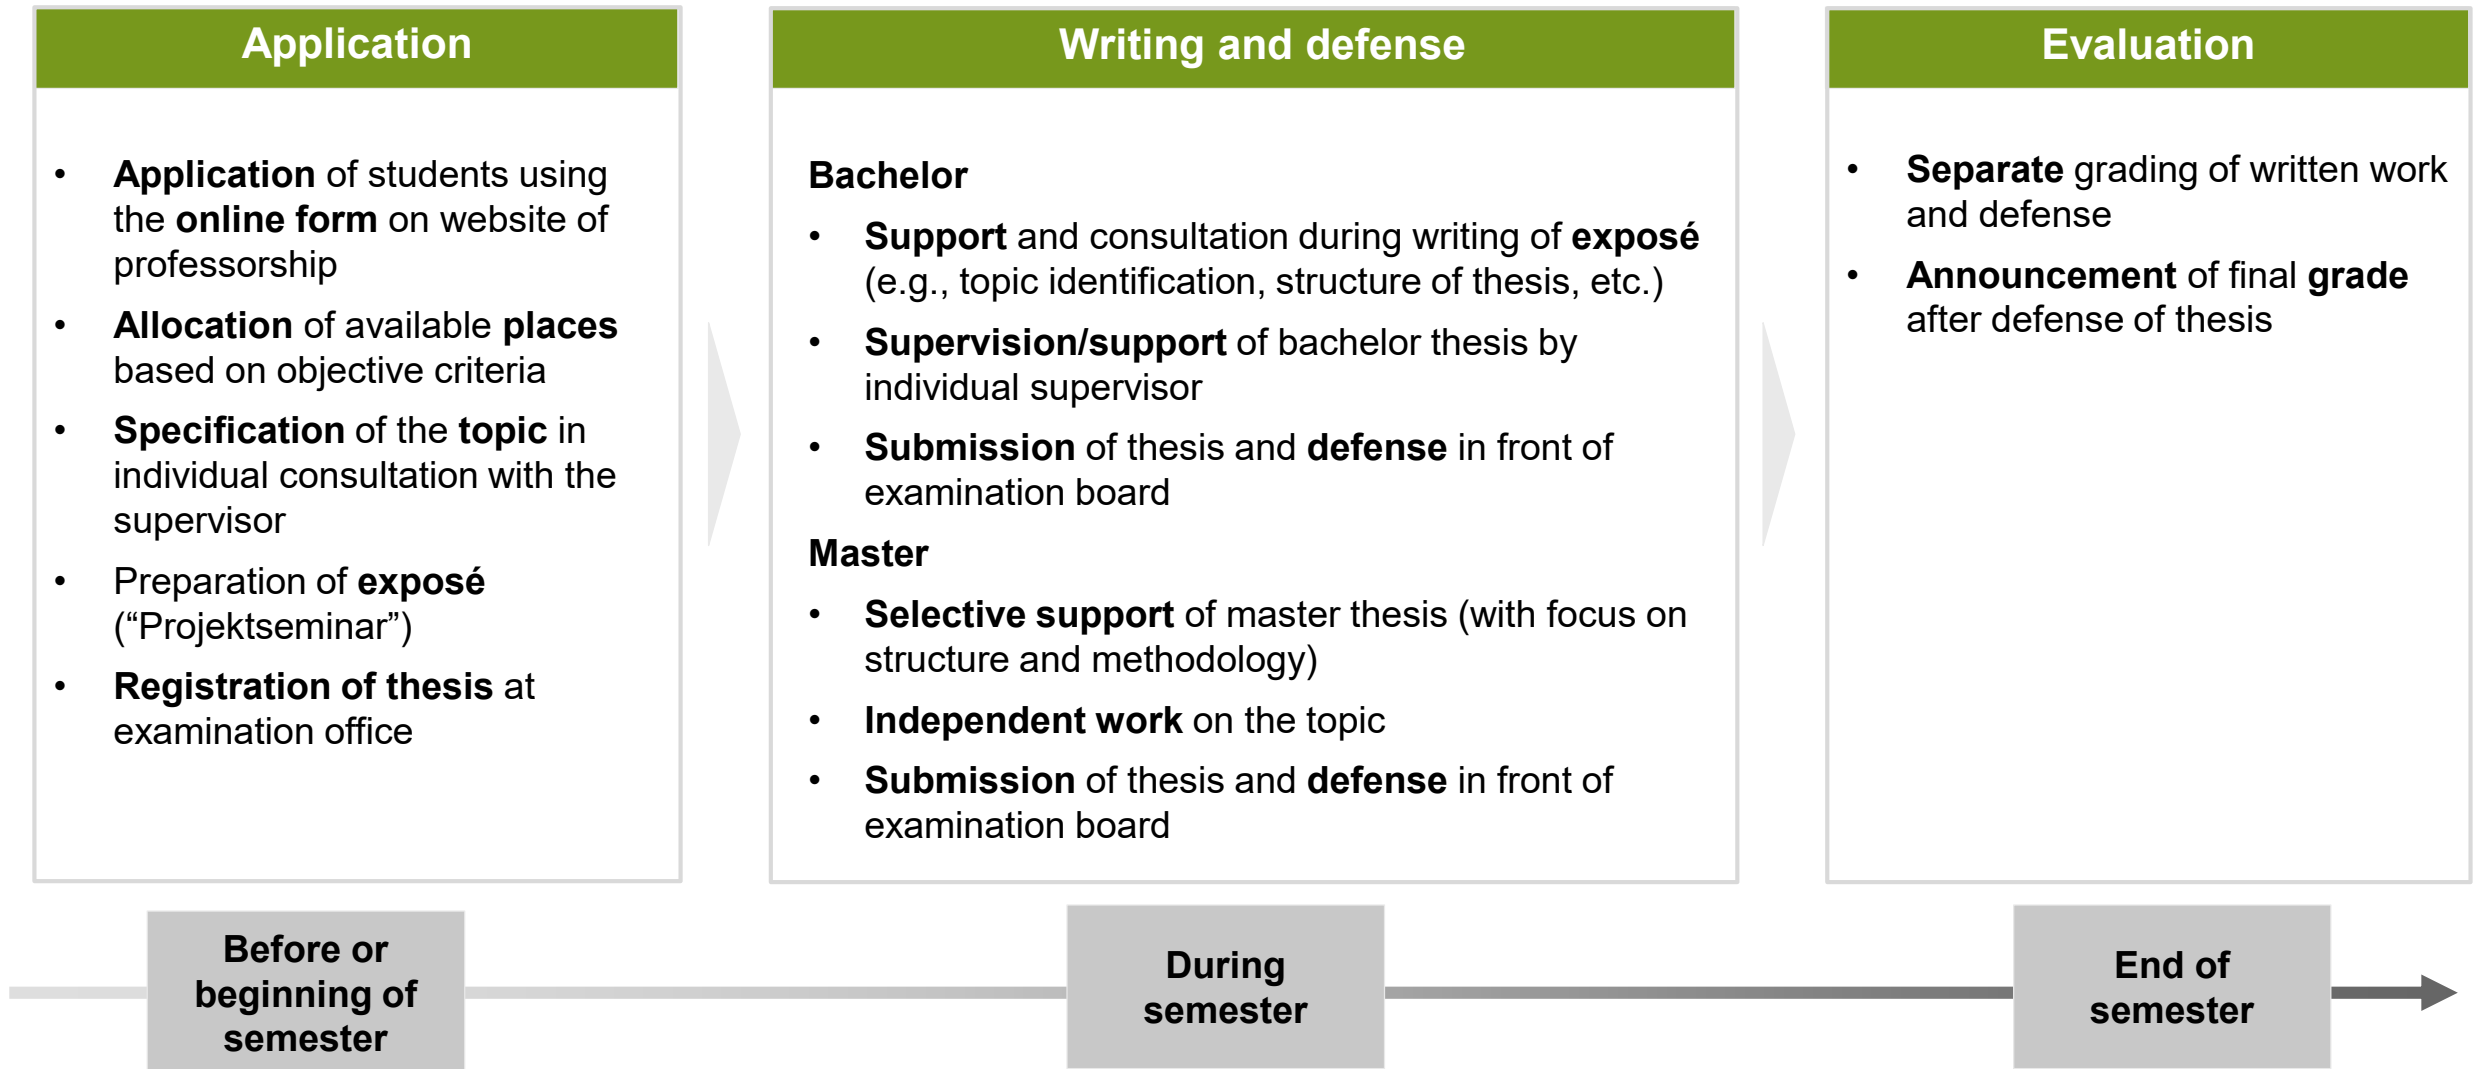 Application
• Application of students using
the online form on website of
professorship
• Allocation of available places
based on objective criteria
• Specification of the topic in
individual consultation with the
supervisor
• Preparation of exposé
(“Projektseminar”)
• Registration of thesis at
examination office
Writing and defense
Bachelor
• Support and consultation during writing of exposé
(e.g., topic identification, structure of thesis, etc.)
• Supervision/support of bachelor thesis by
individual supervisor
• Submission of thesis and defense in front of
examination board
Master
• Selective support of master thesis (with focus on
structure and methodology)
• Independent work on the topic
• Submission of thesis and defense in front of
examination board
Evaluation
• Separate grading of written work
and defense
• Announcement of final grade
after defense of thesis
Before or
beginning of
semester
During
semester
End of
semester